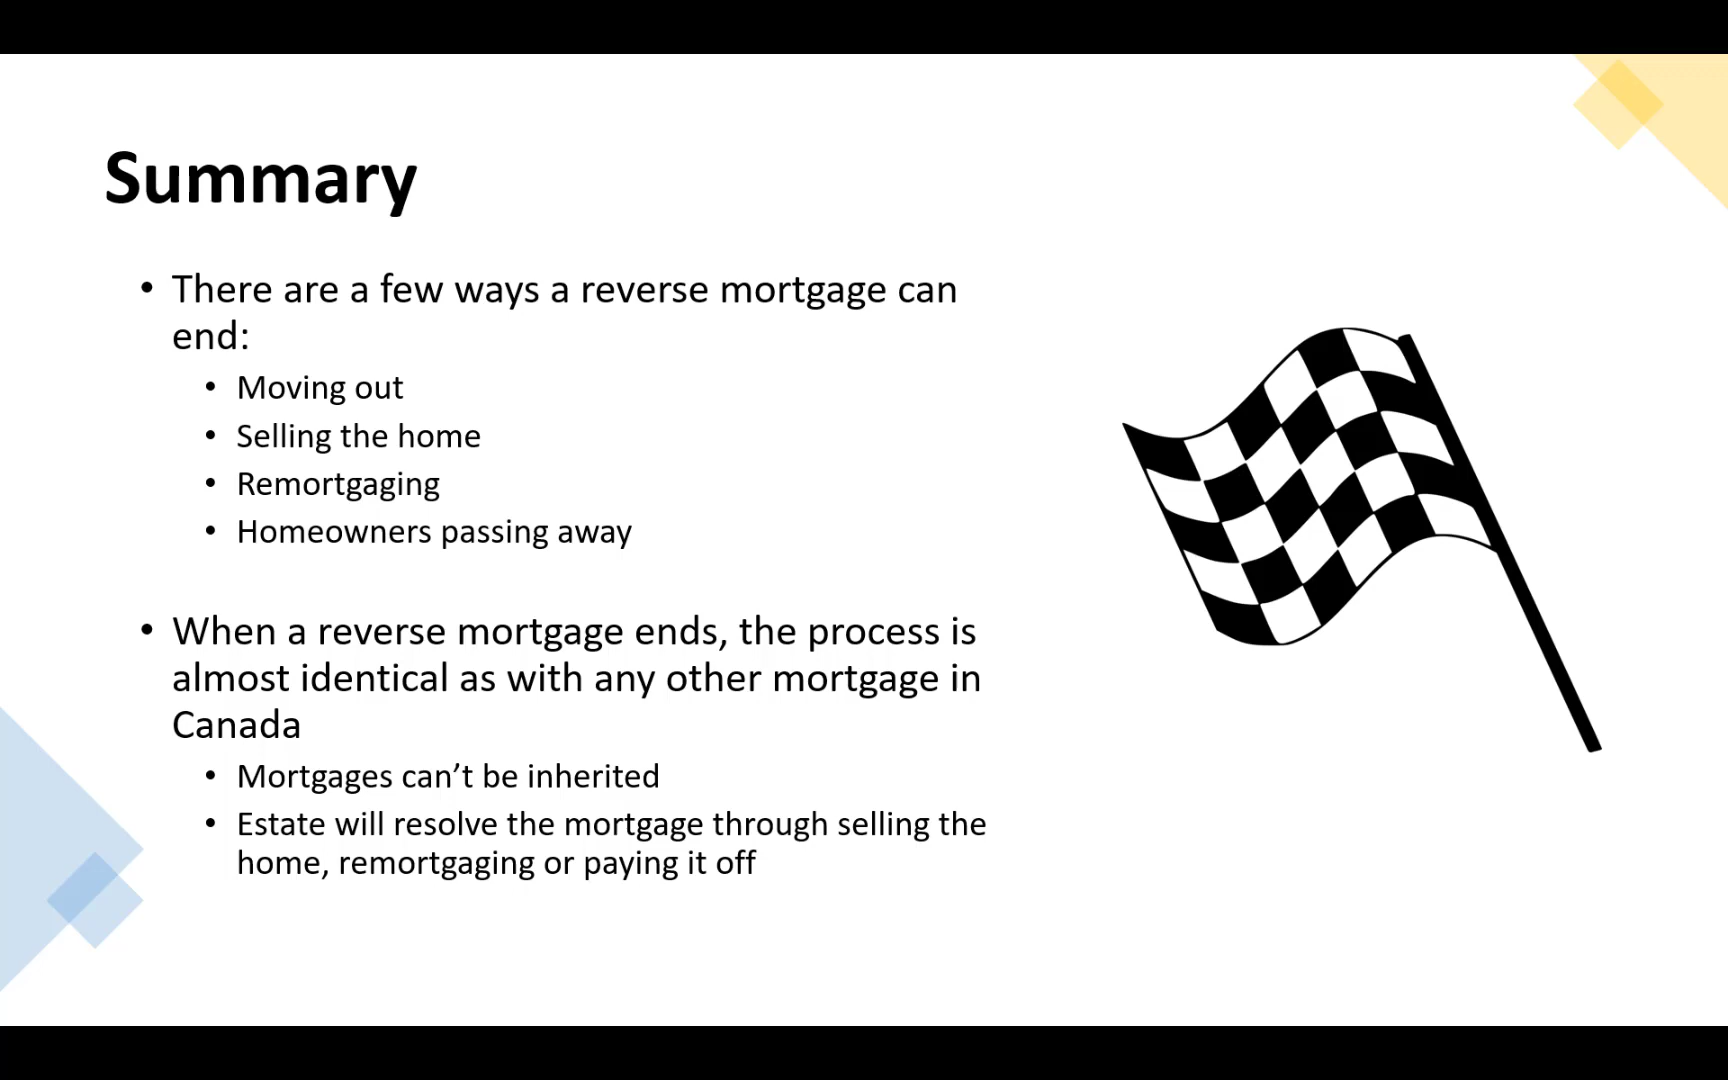 Summary
• There are a few ways a reverse mortgage can
end:
• Moving out
• Selling the home
• Remortgaging
• Homeowners passing away
• When a reverse mortgage ends, the process is
almost identical as with any other mortgage in
Canada
• Mortgages can’t be inherited
• Estate will resolve the mortgage through selling the
home, remortgaging or paying it off